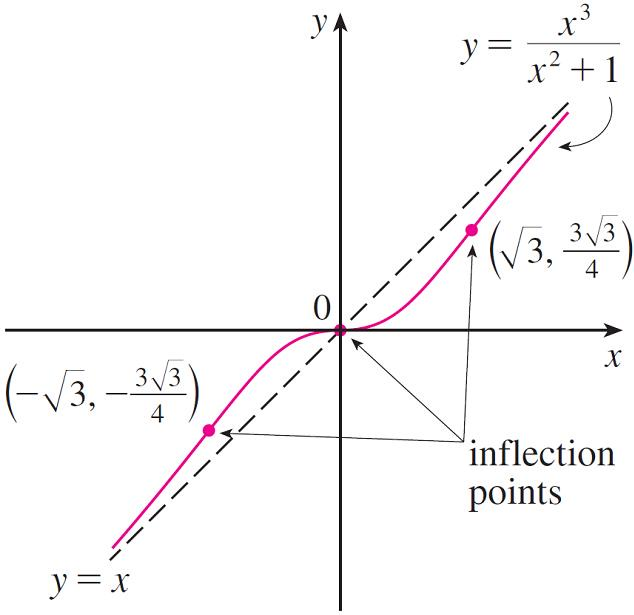 y
y = x³/(x² + 1)
(√3, 3√3/4)
0
x
(−√3, −3√3/4)
inflection
points
y = x